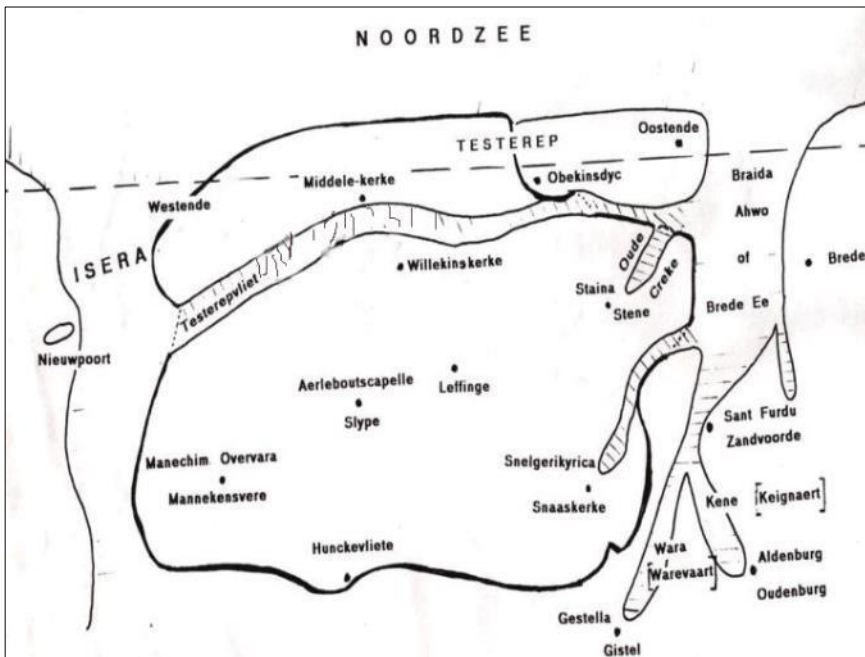 NOORDZEE
TESTEREP
Oostende
Obekinsdyc
Middele-kerke
Westende
Braida
Ahwo
of
Brede Ee
Brede
ISERA
Testerepvliet
Willekinskerke
Oude
Creke
Staina
Stene
Nieuwpoort
Aerleboutscapelle
Slype
Leffinge
Sant Furdu
Zandvoorde
Manechim. Overvara
Mannekensvere
Snelgerikyrica
Snaaskerke
Kene [Keignaert]
Hunckevliete
Wara
[Warevaart]
Aldenburg
Oudenburg
Gestella
Gistel